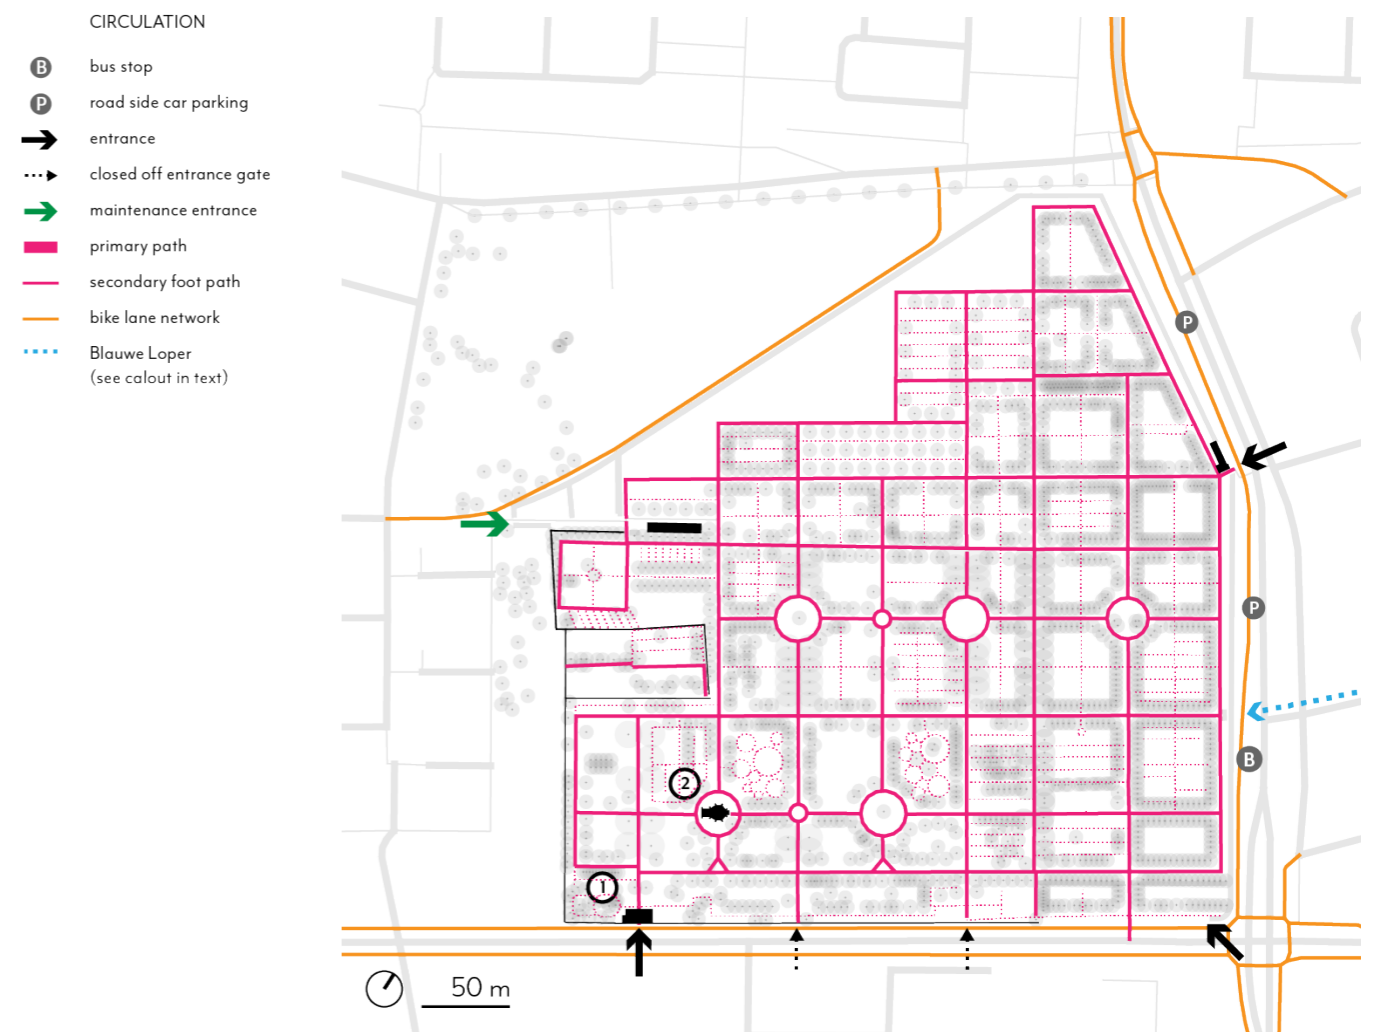 CIRCULATION
B bus stop
P road side car parking
entrance
closed off entrance gate
maintenance entrance
primary path
secondary foot path
bike lane network
Blauwe Loper
(see calout in text)
P
P
B
2
1
50 m